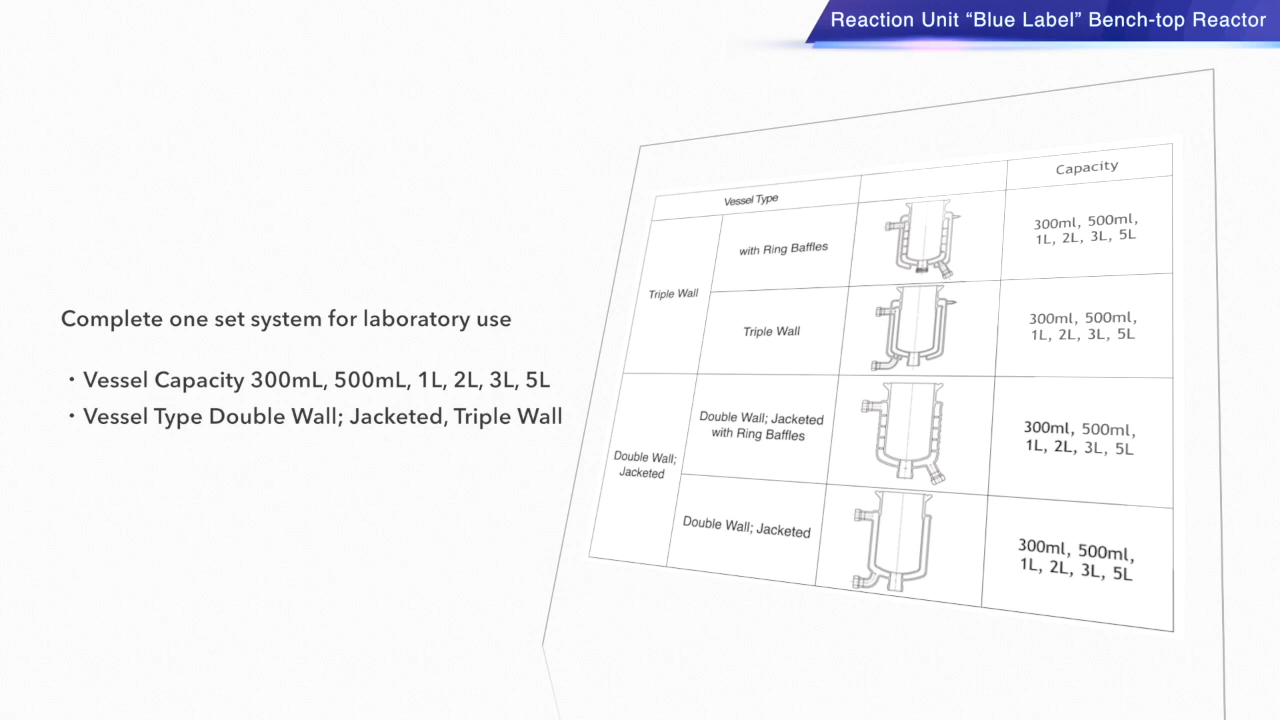 Reaction Unit “Blue Label” Bench-top Reactor
Complete one set system for laboratory use
・Vessel Capacity 300mL, 500mL, 1L, 2L, 3L, 5L
・Vessel Type Double Wall; Jacketed, Triple Wall
Vessel Type
Capacity
Triple Wall
with Ring Baffles
300ml, 500ml,
1L, 2L, 3L, 5L
Triple Wall
300ml, 500ml,
1L, 2L, 3L, 5L
Double Wall;
Jacketed
Double Wall; Jacketed
with Ring Baffles
300ml, 500ml,
1L, 2L, 3L, 5L
Double Wall; Jacketed
300ml, 500ml,
1L, 2L, 3L, 5L